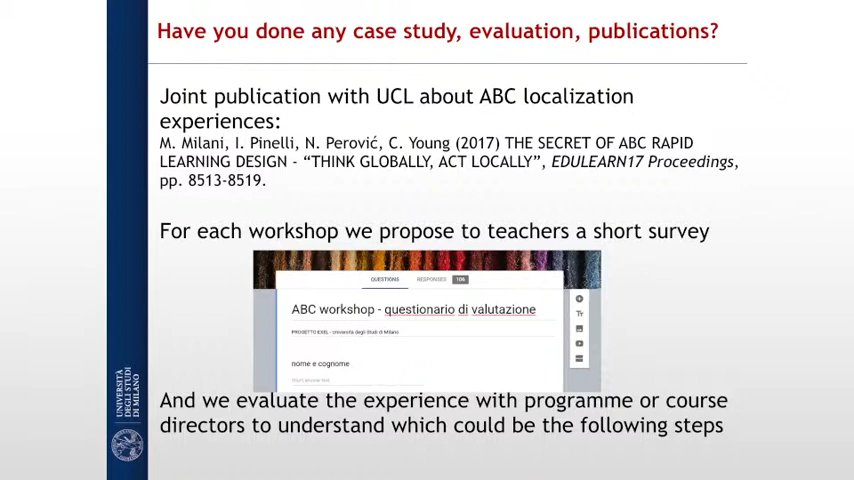 Have you done any case study, evaluation, publications?
Joint publication with UCL about ABC localization
experiences:
M. Milani, I. Pinelli, N. Perović, C. Young (2017) THE SECRET OF ABC RAPID
LEARNING DESIGN - “THINK GLOBALLY, ACT LOCALLY”, EDULEARN17 Proceedings,
pp. 8513-8519.
For each workshop we propose to teachers a short survey
QUESTIONS RESPONSES 106
ABC workshop - questionario di valutazione
PROGETTO EXEL - Università degli Studi di Milano
nome e cognome
Short answer text
And we evaluate the experience with programme or course
directors to understand which could be the following steps
UNIVERSITÀ
DEGLI STUDI
DI MILANO